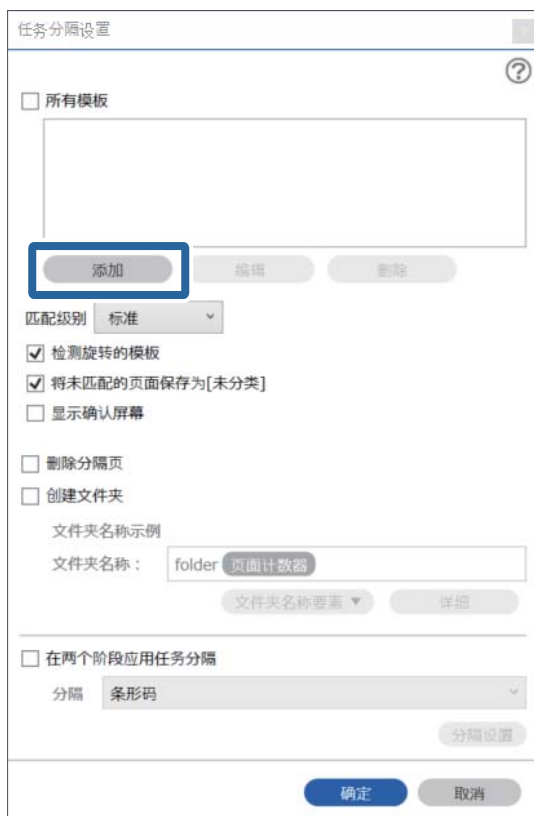 任务分隔设置
所有模板
添加 编辑 删除
匹配级别 标准
检测旋转的模板
将未匹配的页面保存为[未分类]
显示确认屏幕
删除分隔页
创建文件夹
文件夹名称示例
文件夹名称： folder 页面计数器
文件夹名称要素 详细
在两个阶段应用任务分隔
分隔 条形码
分隔设置
确定 取消